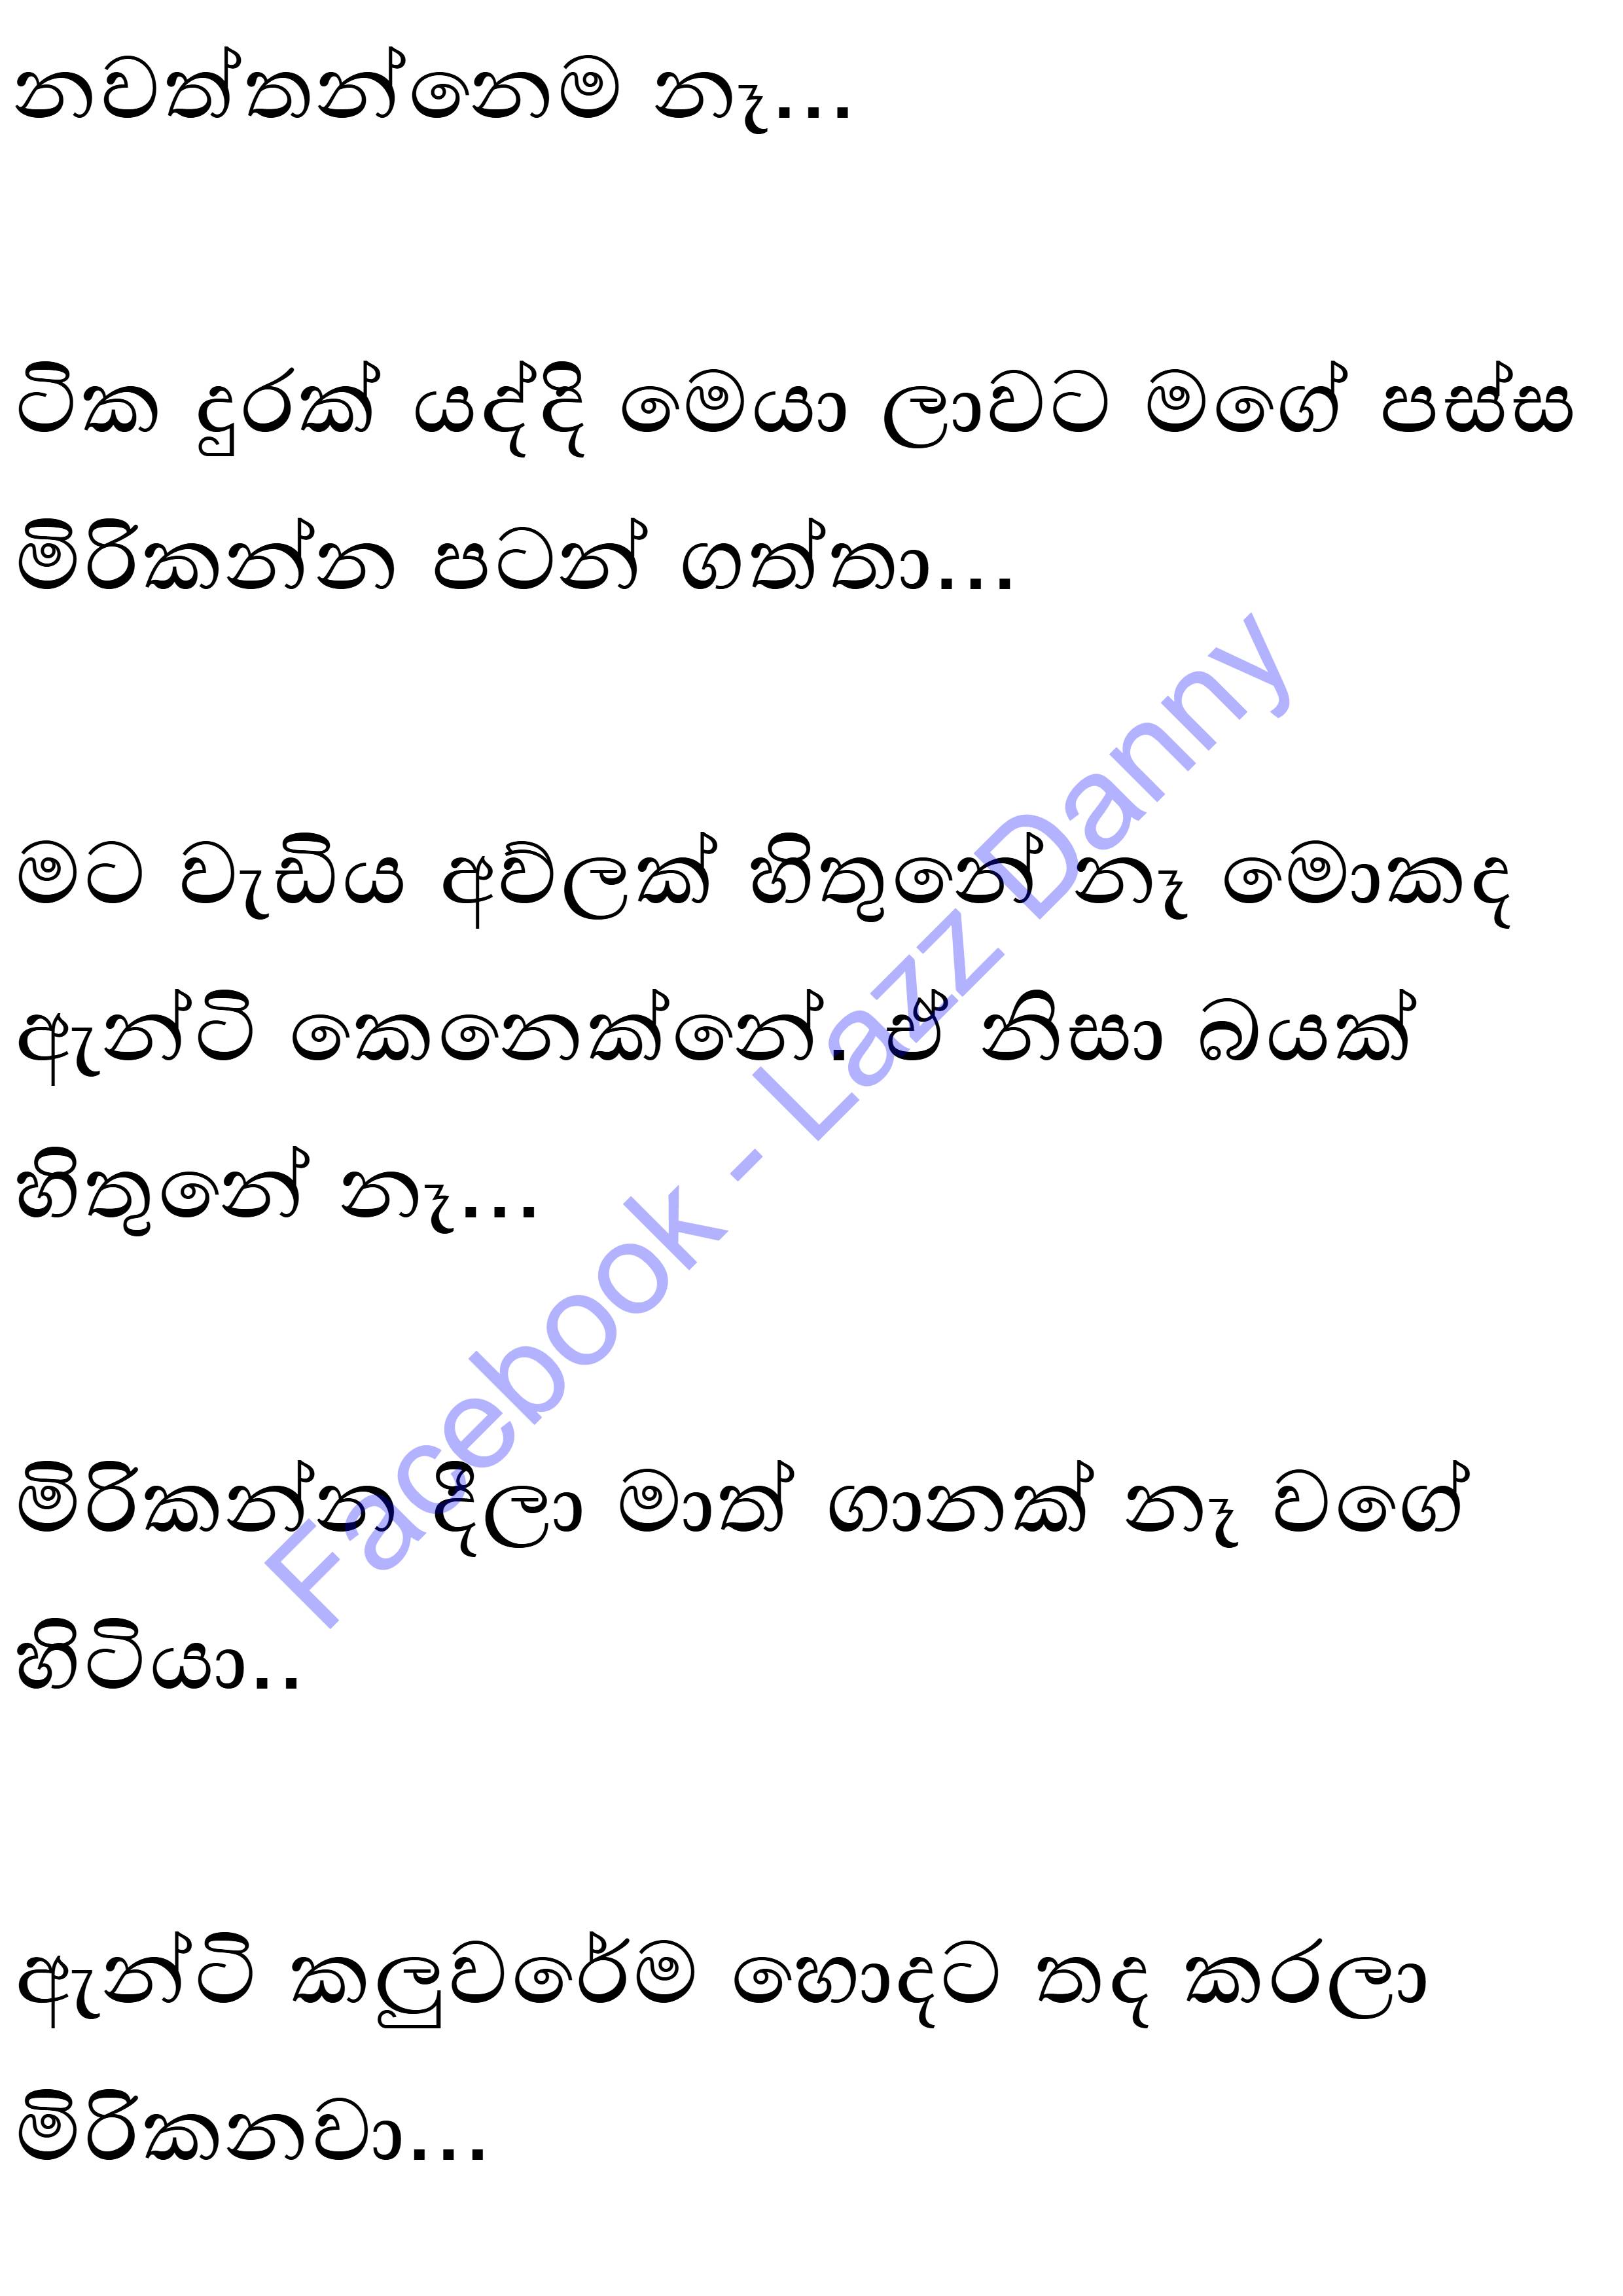 නවත්තන්නෙම නෑ...
ටික දුරක් යද්දි මෙයා ලාවට මගේ පස්ස
මිරිකන්න පටන් ගත්තා...
මට වැඩිය අව්ලක් හිතුනේ නෑ මොකද
ඇන්ටි කෙනෙක්නේ. ඒ නිසා බයක්
හිතුනේ නෑ...
මිරිකන්න දීලා මාත් ගානක් නෑ වගේ
හිටියා..
ඇන්ටි කලුවරේම හොදට තද කරලා
මිරිකනවා...
Facebook - Lazz Danny